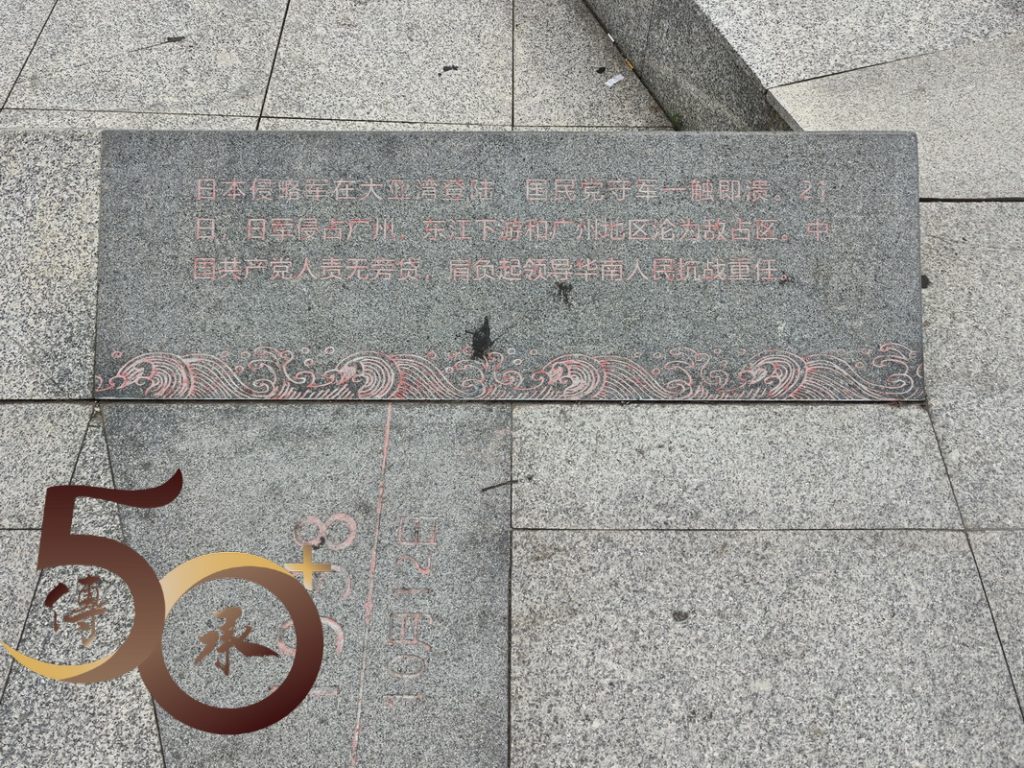 日本侵略军在大亚湾登陆，国民党守军一触即溃。21
日，日军侵占广州，东江下游和广州地区沦为敌占区。中
国共产党人责无旁贷，肩负起领导华南人民抗战重任。
1938
10月12日
50+
傳承